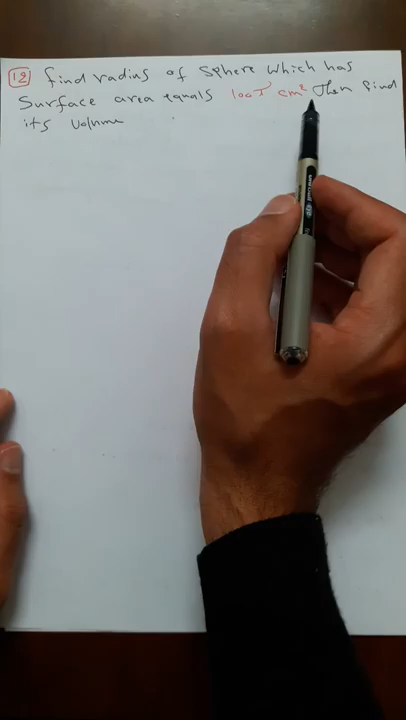 12 find radius of sphere which has
surface area equals 100π cm² Then find
its volume